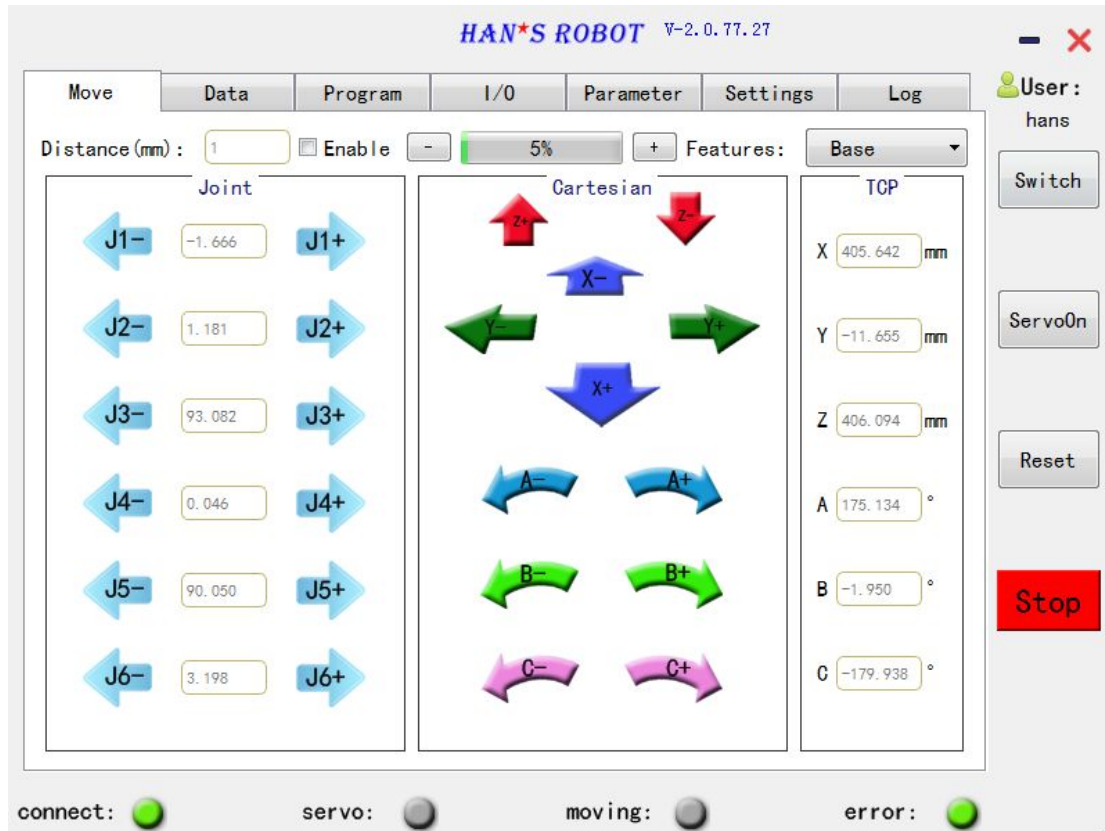 HAN*S ROBOT V-2.0.77.27
Move Data Program I/O Parameter Settings Log
User:
hans
Distance(mm): 1 Enable - 5% + Features: Base
Switch
Joint Cartesian TCP
Z+ Z-
J1- -1.666 J1+
X 405.642 mm
X-
J2- 1.181 J2+
Y- Y+
Y -11.655 mm
ServoOn
J3- 93.082 J3+
X+
Z 406.094 mm
Reset
J4- 0.046 J4+
A- A+
A 175.134 °
J5- 90.050 J5+
B- B+
B -1.950 °
Stop
J6- 3.198 J6+
C- C+
C -179.938 °
connect: servo: moving: error: